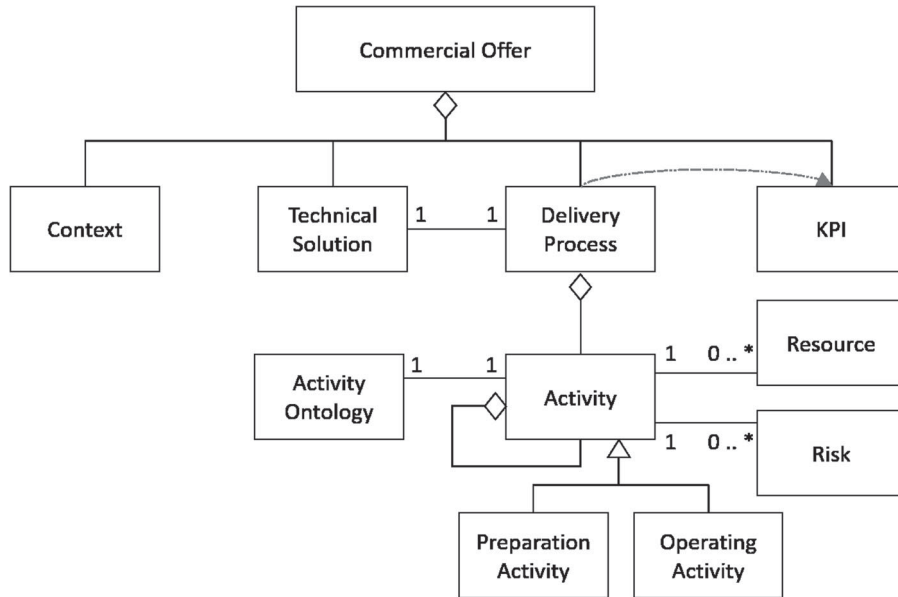 Commercial Offer
Context
Technical
Solution
1
1
Delivery
Process
KPI
Activity
Ontology
1
1
Activity
1
0 .. *
Resource
1
0 .. *
Risk
Preparation
Activity
Operating
Activity